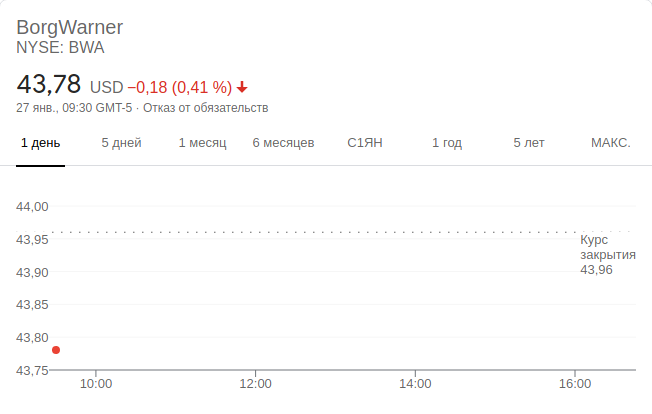 BorgWarner
NYSE: BWA
43,78 USD −0,18 (0,41 %)
27 янв., 09:30 GMT-5 · Отказ от обязательств
1 день 5 дней 1 месяц 6 месяцев С1ЯН 1 год 5 лет МАКС.
44,00
43,95
Курс
закрытия
43,96
43,90
43,85
43,80
43,75
10:00 12:00 14:00 16:00